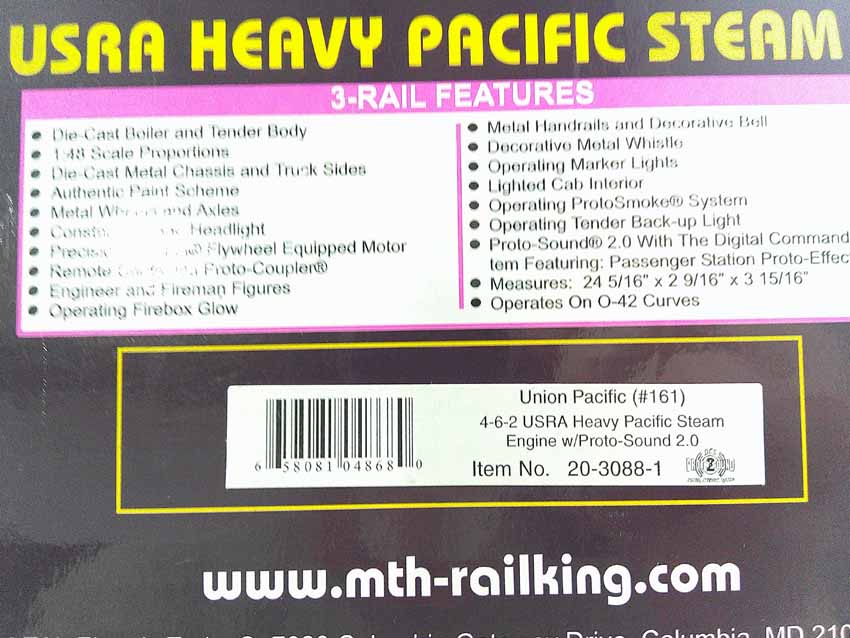 USRA HEAVY PACIFIC STEAM
3-RAIL FEATURES
• Die-Cast Boiler and Tender Body
• 1:48 Scale Proportions
• Die-Cast Metal Chassis and Truck Sides
• Authentic Paint Scheme
• Metal Wheels and Axles
• Headlight
• Flywheel Equipped Motor
• Remote Proto-Coupler®
• Engineer and Fireman Figures
• Operating Firebox Glow
• Metal Handrails and Decorative Bell
• Decorative Metal Whistle
• Operating Marker Lights
• Lighted Cab Interior
• Operating ProtoSmoke® System
• Operating Tender Back-up Light
• Proto-Sound® 2.0 With The Digital Command
tem Featuring: Passenger Station Proto-Effec
• Measures: 24 5/16" x 2 9/16" x 3 15/16"
• Operates On O-42 Curves
Union Pacific (#161)
4-6-2 USRA Heavy Pacific Steam
Engine w/Proto-Sound 2.0
Item No. 20-3088-1
2
6 58081 04868 0
www.mth-railking.com
Columbia, MD 210